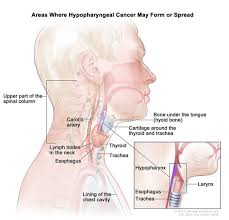 Areas Where Hypopharyngeal Cancer May Form or Spread
Upper part of the
spinal column
Carotid
artery
Bone under the tongue
(hyoid bone)
Cartilage around the
thyroid and trachea
Lymph nodes
in the neck
Thyroid
Trachea
Esophagus
Hypopharynx
Larynx
Esophagus
Trachea
Lining of the
chest cavity